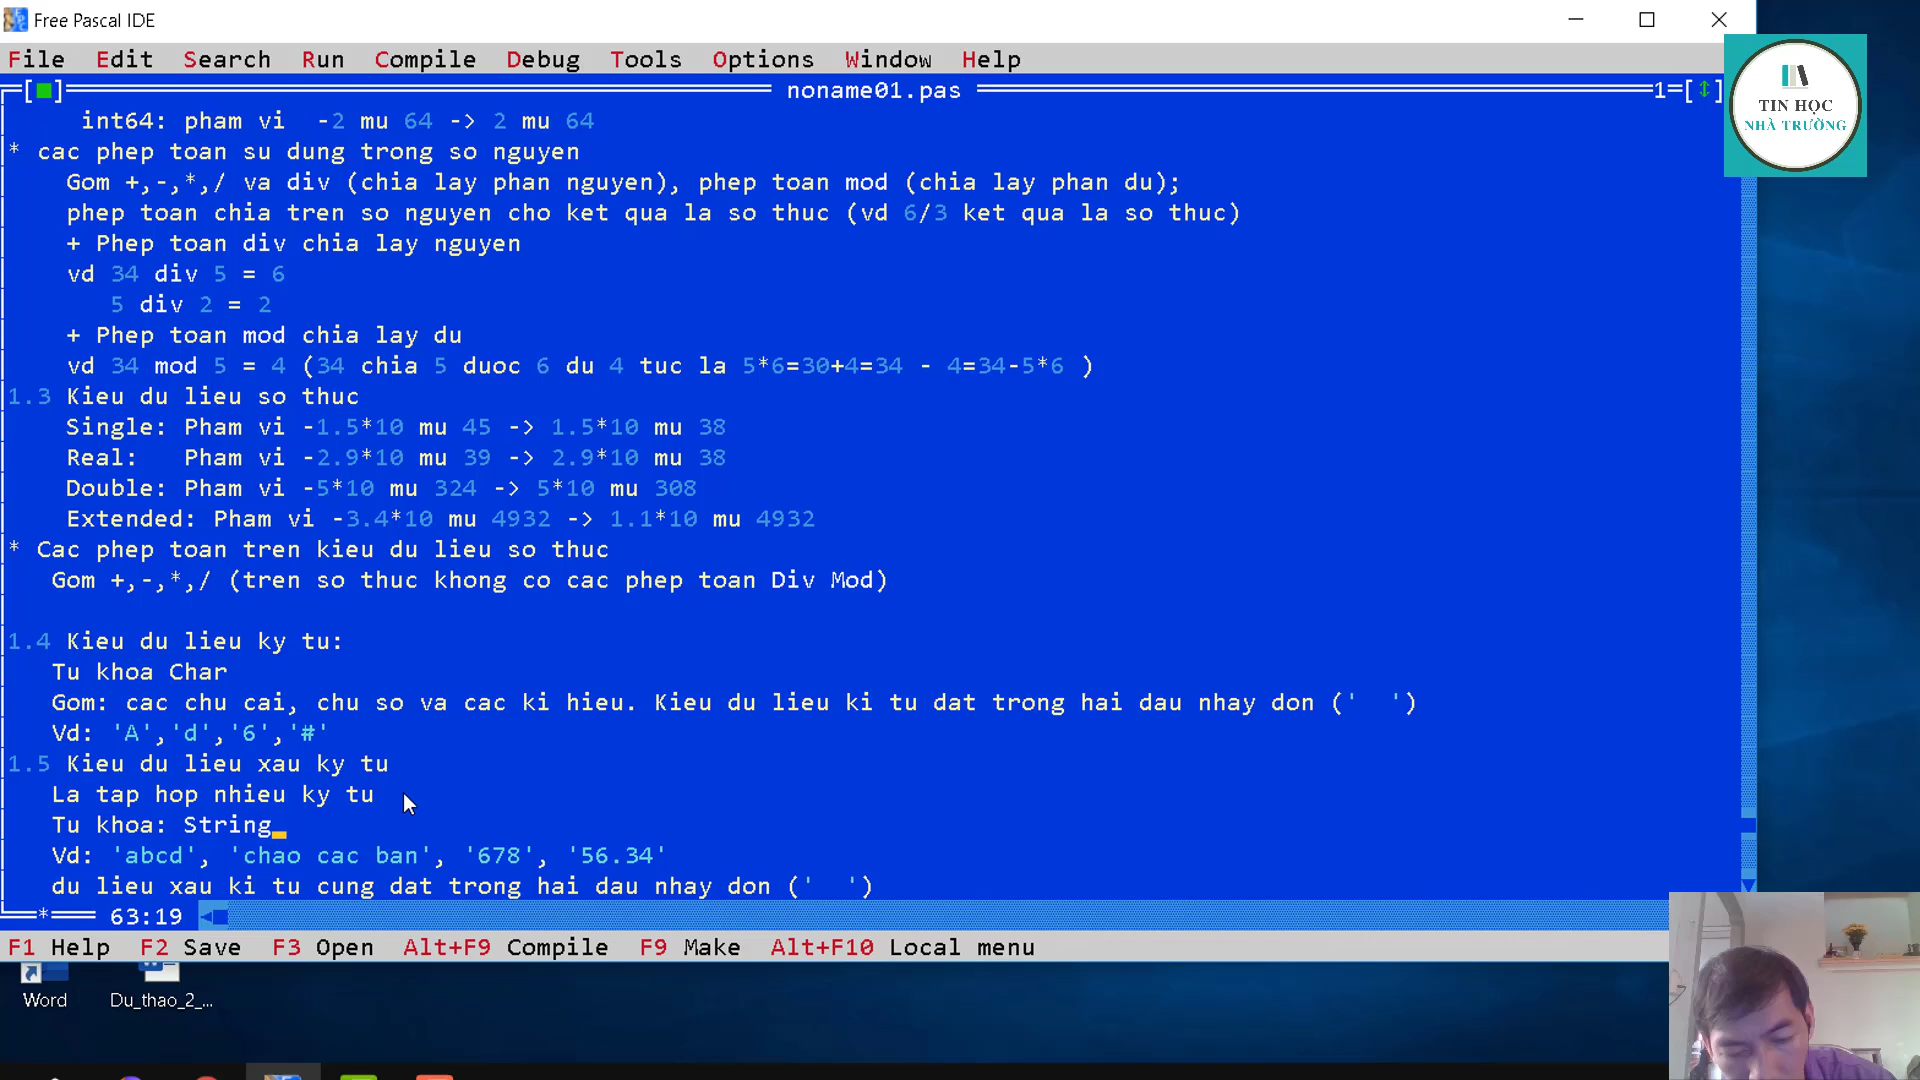 Free Pascal IDE
File Edit Search Run Compile Debug Tools Options Window Help
noname01.pas 1
TIN HỌC
NHÀ TRƯỜNG
int64: pham vi -2 mu 64 -> 2 mu 64
* cac phep toan su dung trong so nguyen
Gom +,-,*,/ va div (chia lay phan nguyen), phep toan mod (chia lay phan du);
phep toan chia tren so nguyen cho ket qua la so thuc (vd 6/3 ket qua la so thuc)
+ Phep toan div chia lay nguyen
vd 34 div 5 = 6
5 div 2 = 2
+ Phep toan mod chia lay du
vd 34 mod 5 = 4 (34 chia 5 duoc 6 du 4 tuc la 5*6=30+4=34 - 4=34-5*6 )
1.3 Kieu du lieu so thuc
Single: Pham vi -1.5*10 mu 45 -> 1.5*10 mu 38
Real: Pham vi -2.9*10 mu 39 -> 2.9*10 mu 38
Double: Pham vi -5*10 mu 324 -> 5*10 mu 308
Extended: Pham vi -3.4*10 mu 4932 -> 1.1*10 mu 4932
* Cac phep toan tren kieu du lieu so thuc
Gom +,-,*,/ (tren so thuc khong co cac phep toan Div Mod)
1.4 Kieu du lieu ky tu:
Tu khoa Char
Gom: cac chu cai, chu so va cac ki hieu. Kieu du lieu ki tu dat trong hai dau nhay don (' ')
Vd: 'A','d','6','#'
1.5 Kieu du lieu xau ky tu
La tap hop nhieu ky tu
Tu khoa: String
Vd: 'abcd', 'chao cac ban', '678', '56.34'
du lieu xau ki tu cung dat trong hai dau nhay don (' ')
* 63:19
F1 Help F2 Save F3 Open Alt+F9 Compile F9 Make Alt+F10 Local menu
Word Du_thao_2_...